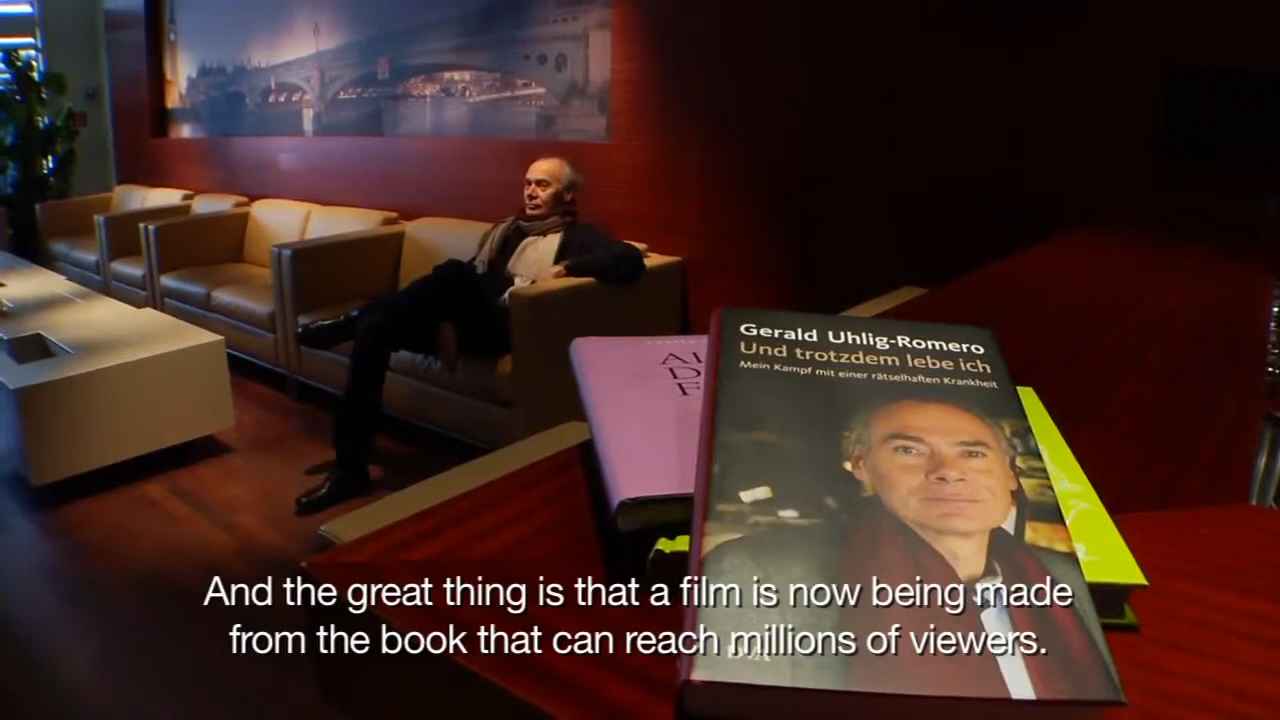 Gerald Uhlig-Romero
Und trotzdem lebe ich
Mein Kampf mit einer rätselhaften Krankheit
And the great thing is that a film is now being made
from the book that can reach millions of viewers.